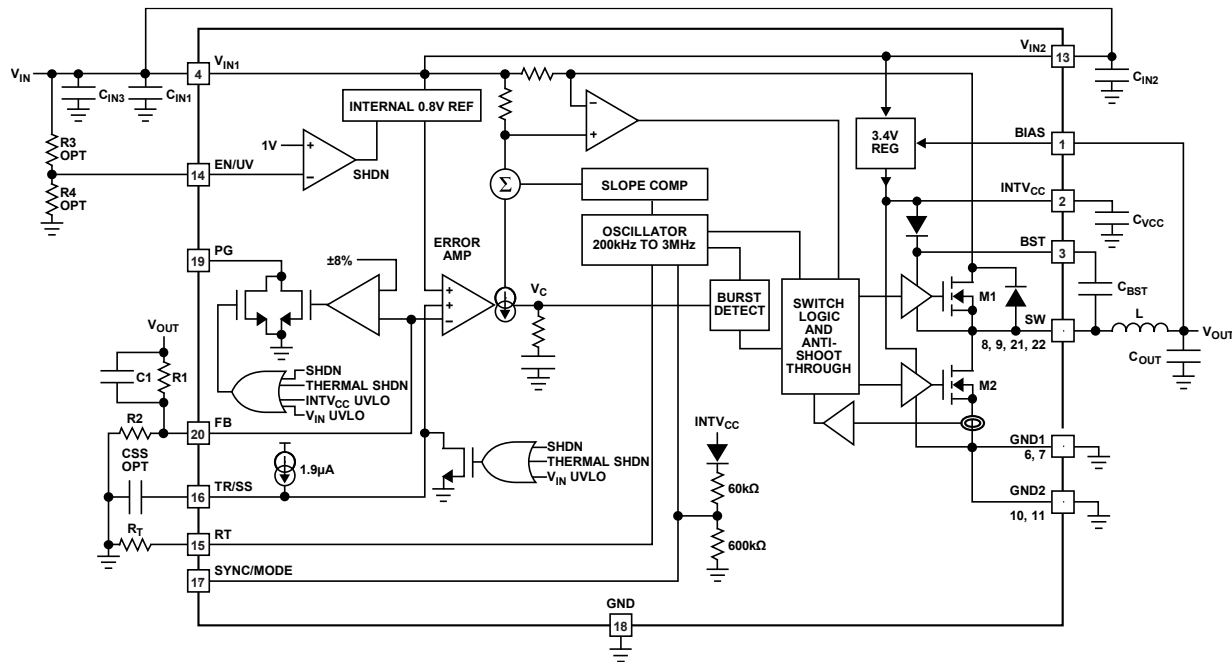 VIN1
VIN2
VIN
4
13
CIN3
CIN1
CIN2
INTERNAL 0.8V REF
R3
OPT
1V
+
−
SHDN
−
+
3.4V
REG
BIAS
1
EN/UV
14
R4
OPT
Σ
SLOPE COMP
INTVCC
2
CVCC
OSCILLATOR
200kHz TO 3MHz
PG
19
±8%
ERROR
AMP
BST
3
+
+
−
VC
BURST
DETECT
SWITCH
LOGIC
AND
ANTI-
SHOOT
THROUGH
M1
CBST
SW
8, 9, 21, 22
L
VOUT
COUT
VOUT
C1
R1
SHDN
THERMAL SHDN
INTVCC UVLO
VIN UVLO
M2
R2
FB
20
INTVCC
CSS
OPT
1.9µA
SHDN
THERMAL SHDN
VIN UVLO
GND1
6, 7
60kΩ
TR/SS
16
GND2
10, 11
RT
RT
15
600kΩ
SYNC/MODE
17
GND
18